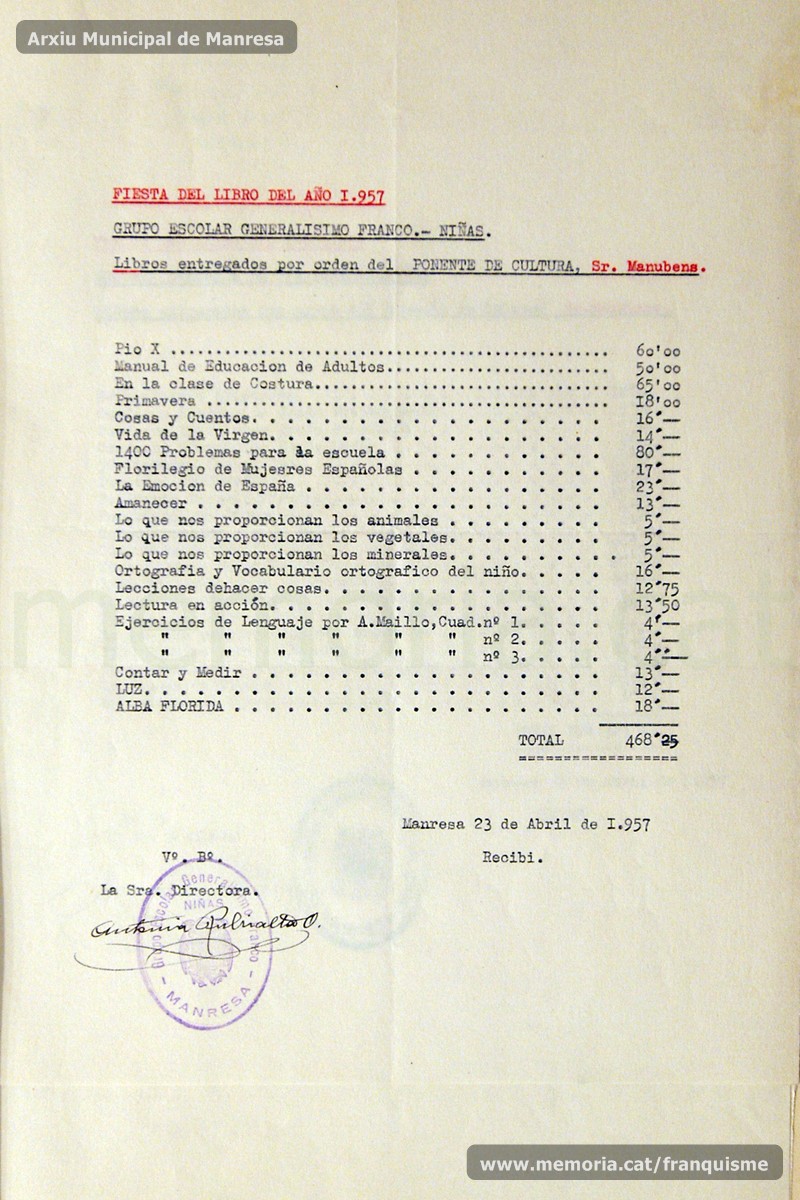 Arxiu Municipal de Manresa
FIESTA DEL LIBRO DEL AÑO I.957
GRUPO ESCOLAR GENERALISIMO FRANCO.- NIÑAS.
Libros entregados por orden del PONENTE DE CULTURA, Sr. Manubens.
Pio X ................................................ 60'00
Manual de Educacion de Adultos......................... 50'00
En la clase de Costura................................. 65'00
Primavera ............................................. 18'00
Cosas y Cuentos. . . . . . . . . . . . . . . . . . . . 16'—
Vida de la Virgen. . . . . . . . . . . . . . . . . . . 14'—
1400 Problemas para la escuela . . . . . . . . . . . . 80'—
Florilegio de Mujesres Españolas . . . . . . . . . . . 17'—
La Emocion de España . . . . . . . . . . . . . . . . . 23'—
Amanecer . . . . . . . . . . . . . . . . . . . . . . . 13'—
Lo que nos proporcionan los animales . . . . . . . . . 5'—
Lo que nos proporcionan los vegetales. . . . . . . . . 5'—
Lo que nos proporcionan los minerales. . . . . . . . . . 5'—
Ortografia y Vocabulario ortografico del niño. . . . . 16'—
Lecciones dehacer cosas. . . . . . . . . . . . . . . . 12'75
Lectura en acción. . . . . . . . . . . . . . . . . . . 13'50
Ejercicios de Lenguaje por A.Maillo,Cuad.nº 1. . . . . 4'—
" " " " " " nº 2. . . . . 4'—
" " " " " " nº 3. . . . . 4'—
Contar y Medir . . . . . . . . . . . . . . . . . . . . 13'—
LUZ. . . . . . . . . . . . . . . . . . . . . . . . . . 12'—
ALBA FLORIDA . . . . . . . . . . . . . . . . . . . . . 18'—
TOTAL 468'25
Manresa 23 de Abril de I.957
Vº. Bº.
Recibi.
La Sra. Directora.
Antonia
NIÑAS
MANRESA
www.memoria.cat/franquisme